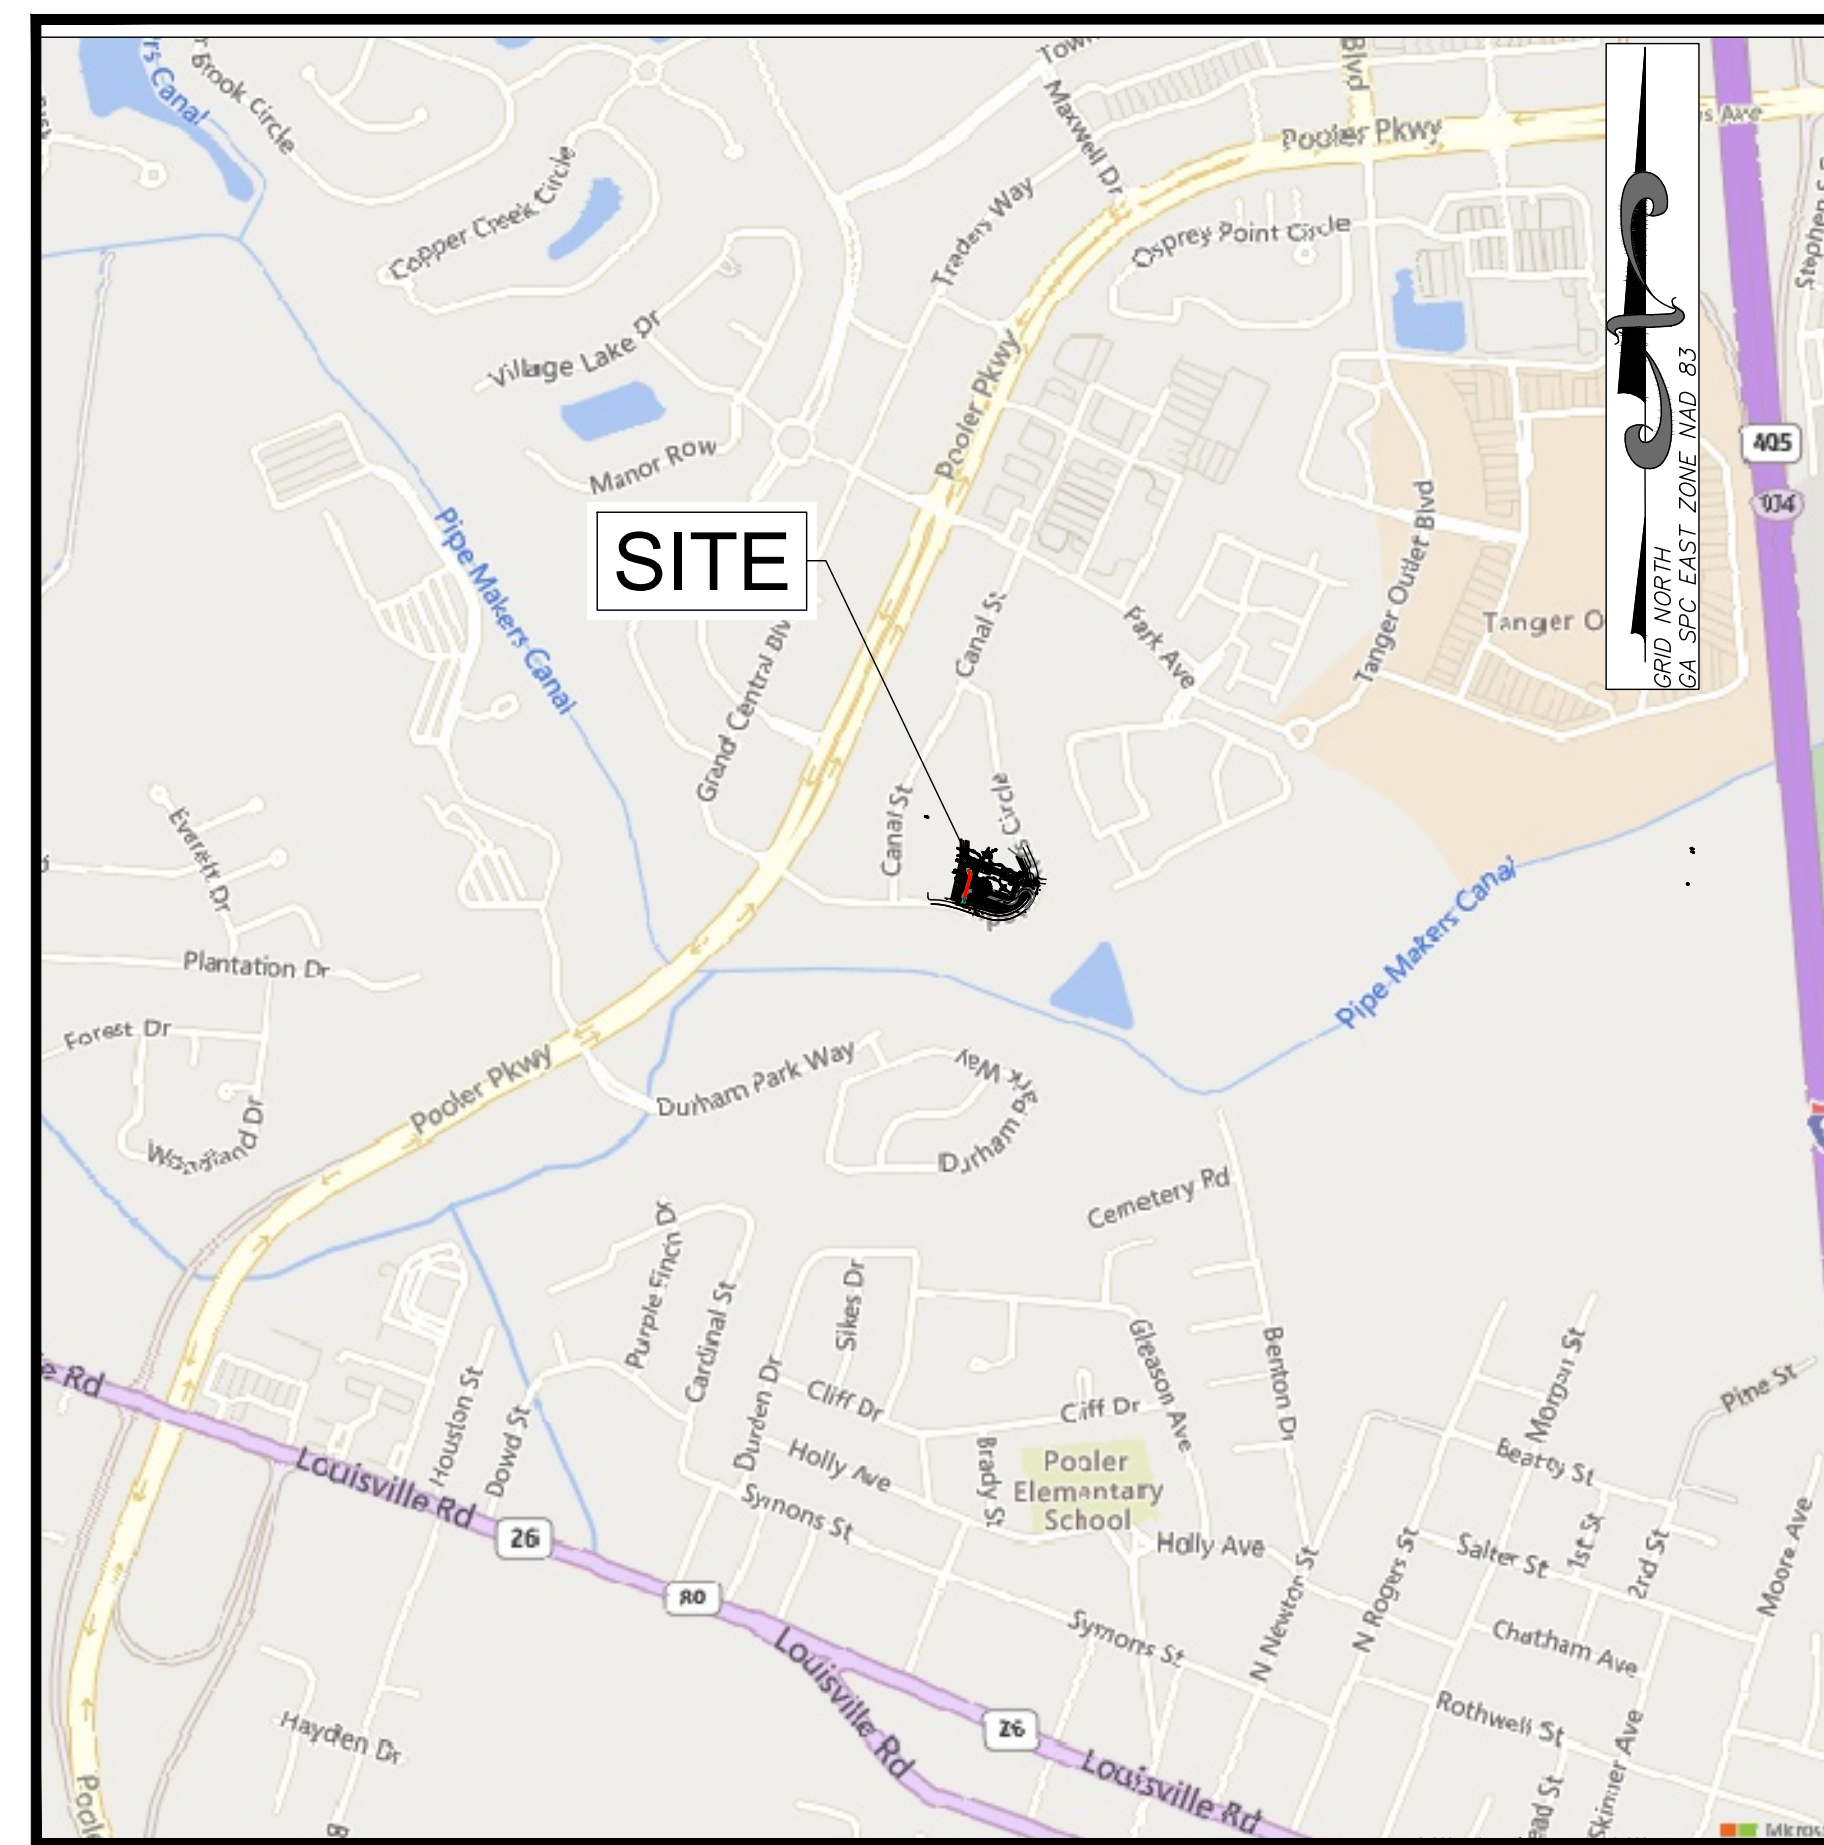 Brook Circle
Blvd
Pooler Pkwy
Maxwell Dr
Copper Creek Circle
Traders Way
Osprey Point Circle
Village Lake Dr
Pooler Pkwy
Manor Row
405
GRID NORTH
GA SPC EAST ZONE NAD 83
Pipe Makers Canal
SITE
Canal St
Park Ave
Tanger Outlet Blvd
Tanger
Grand Central
Canal St
Circle
Everett Dr
Pipe Makers Canal
Plantation Dr
Forest Dr
Pooler Pkwy
Durham Park Way
Woodland Dr
Durham Park Way
Cemetery Rd
Purple Finch Dr
Cardinal St
Sikes Dr
Gleason Ave
Benton Dr
Morgan St
Pine St
Rd
Houston St
Dowd St
Durden Dr
Cliff Dr
Cliff Dr
Holly Ave
Brady St
Pooler
Elementary
School
Beatty St
Louisville Rd
26
Symons St
Holly Ave
Salter St
1st St
2nd St
Moore Ave
80
N Newton St
N Rogers St
Symons St
Chatham Ave
Louisville Rd
Hayden Dr
26
Rothwell St
Louisville Rd
Skinner Ave
St